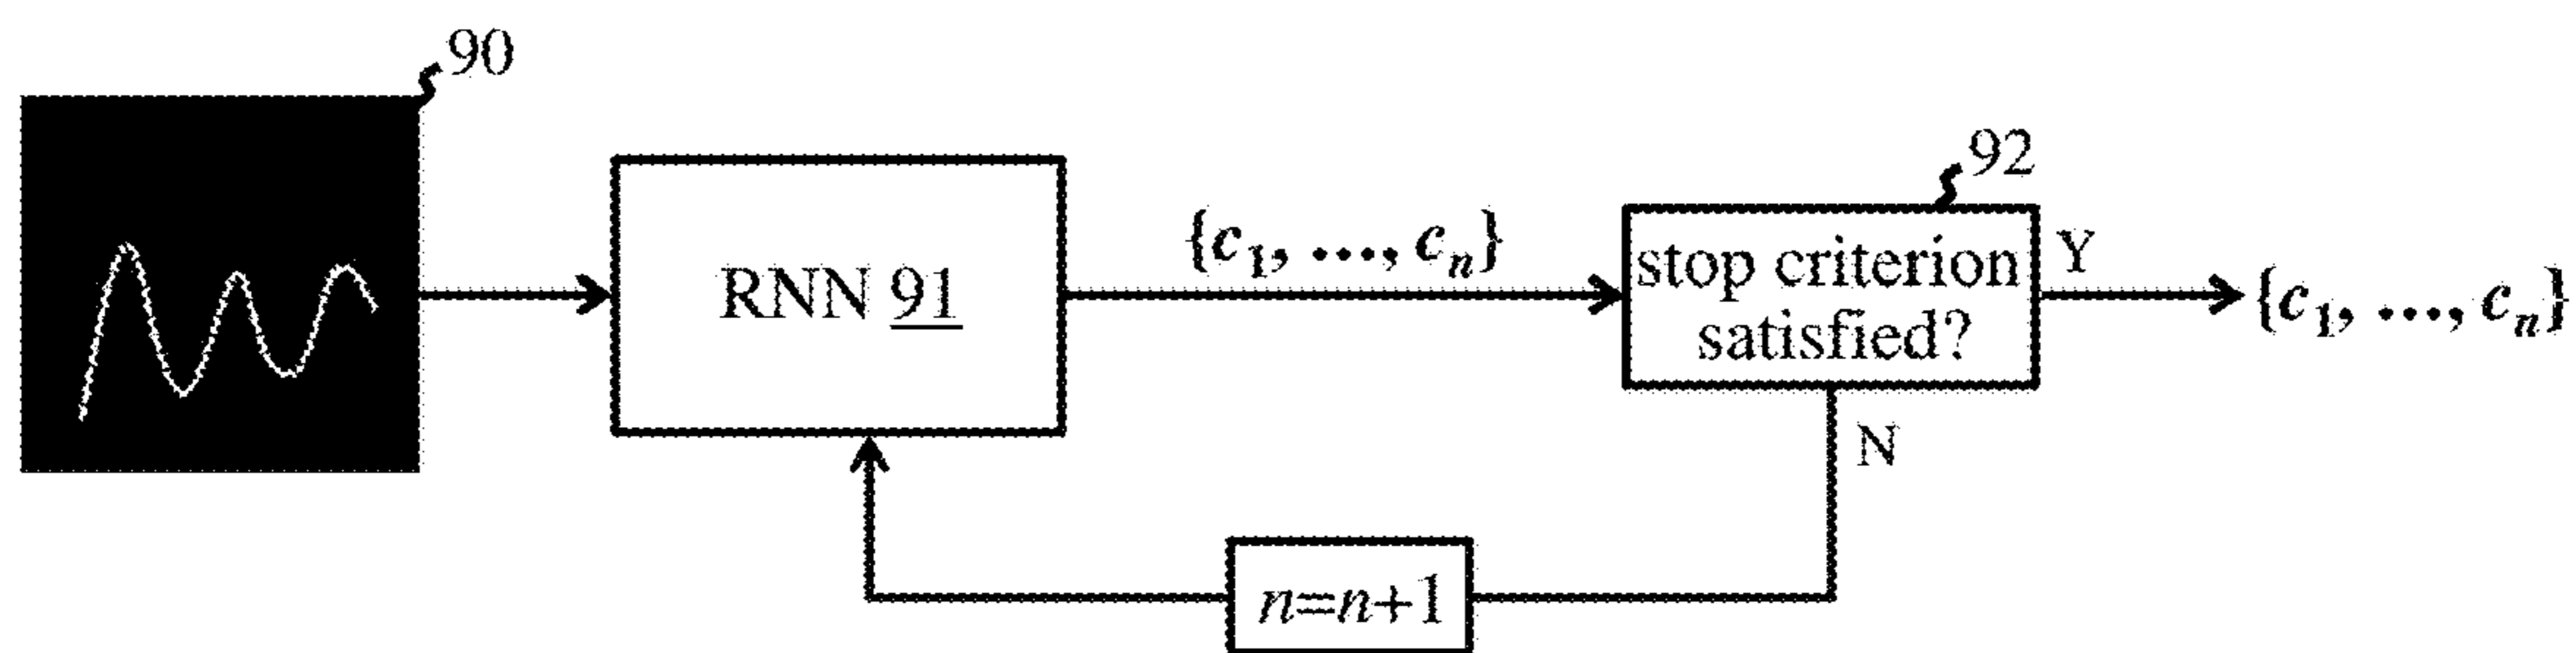 90
RNN 91
{c1, ..., cn}
92
stop criterion
satisfied?
Y
{c1, ..., cn}
N
n=n+1